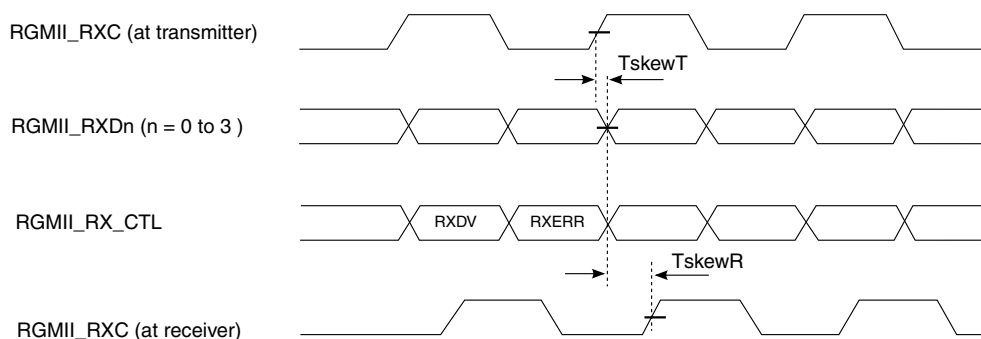 RGMII_RXC (at transmitter)
TskewT
RGMII_RXDn (n = 0 to 3 )
RGMII_RX_CTL
RXDV
RXERR
TskewR
RGMII_RXC (at receiver)